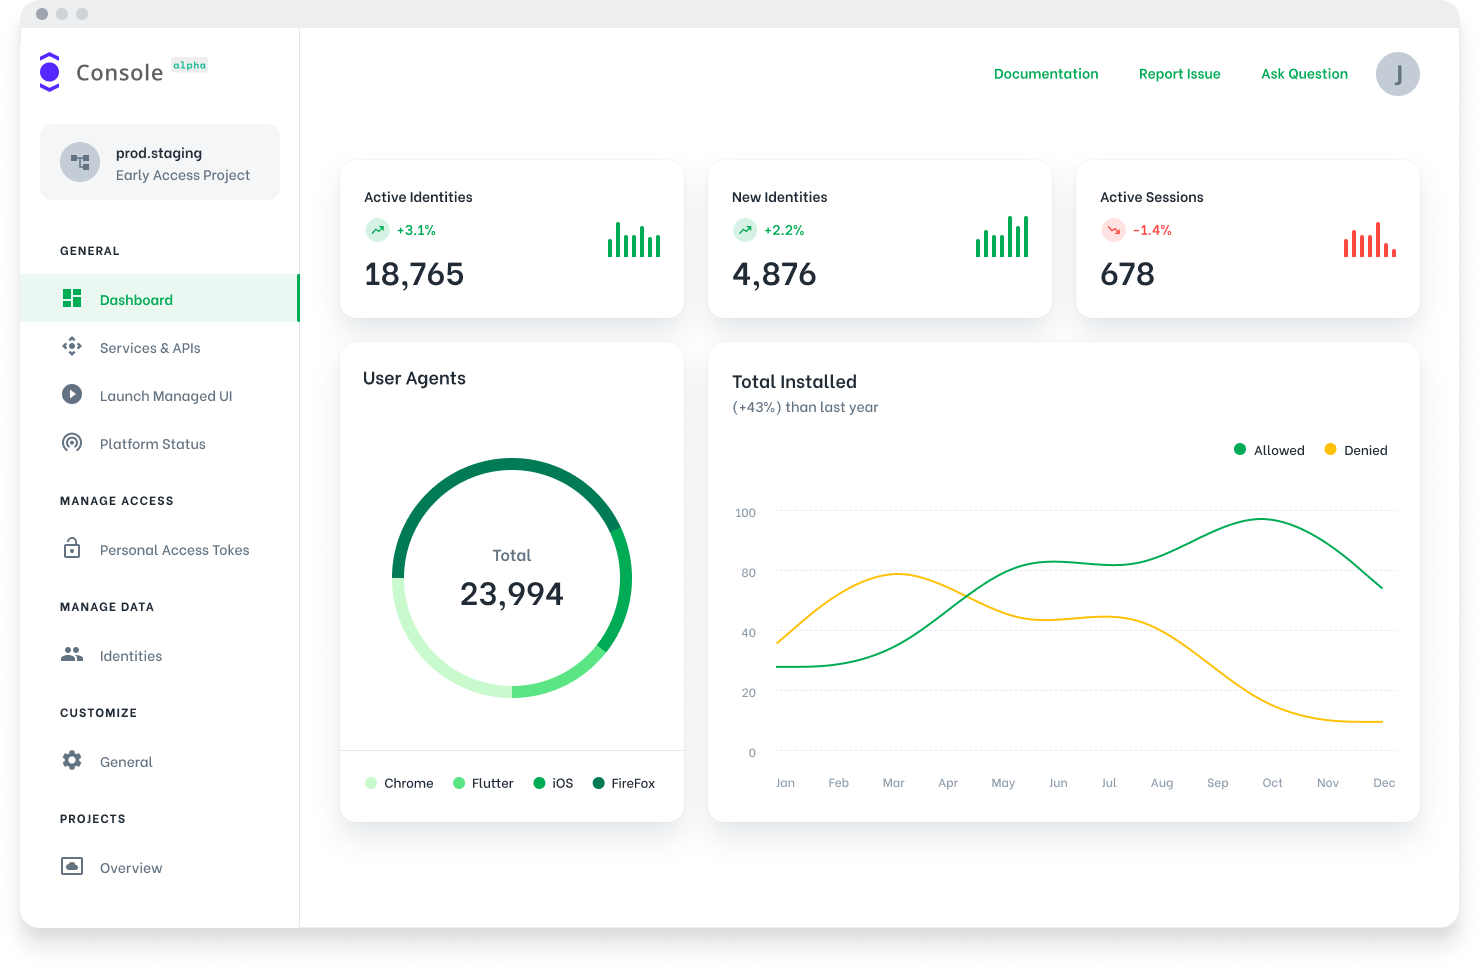 Console alpha
Documentation
Report Issue
Ask Question
J
prod.staging
Early Access Project
GENERAL
Dashboard
Services & APIs
Launch Managed UI
Platform Status
MANAGE ACCESS
Personal Access Tokes
MANAGE DATA
Identities
CUSTOMIZE
General
PROJECTS
Overview
Active Identities
+3.1%
18,765
New Identities
+2.2%
4,876
Active Sessions
-1.4%
678
User Agents
Total
23,994
Chrome
Flutter
iOS
FireFox
Total Installed
(+43%) than last year
Allowed
Denied
100
80
40
20
0
Jan Feb Mar Apr May Jun Jul Aug Sep Oct Nov Dec